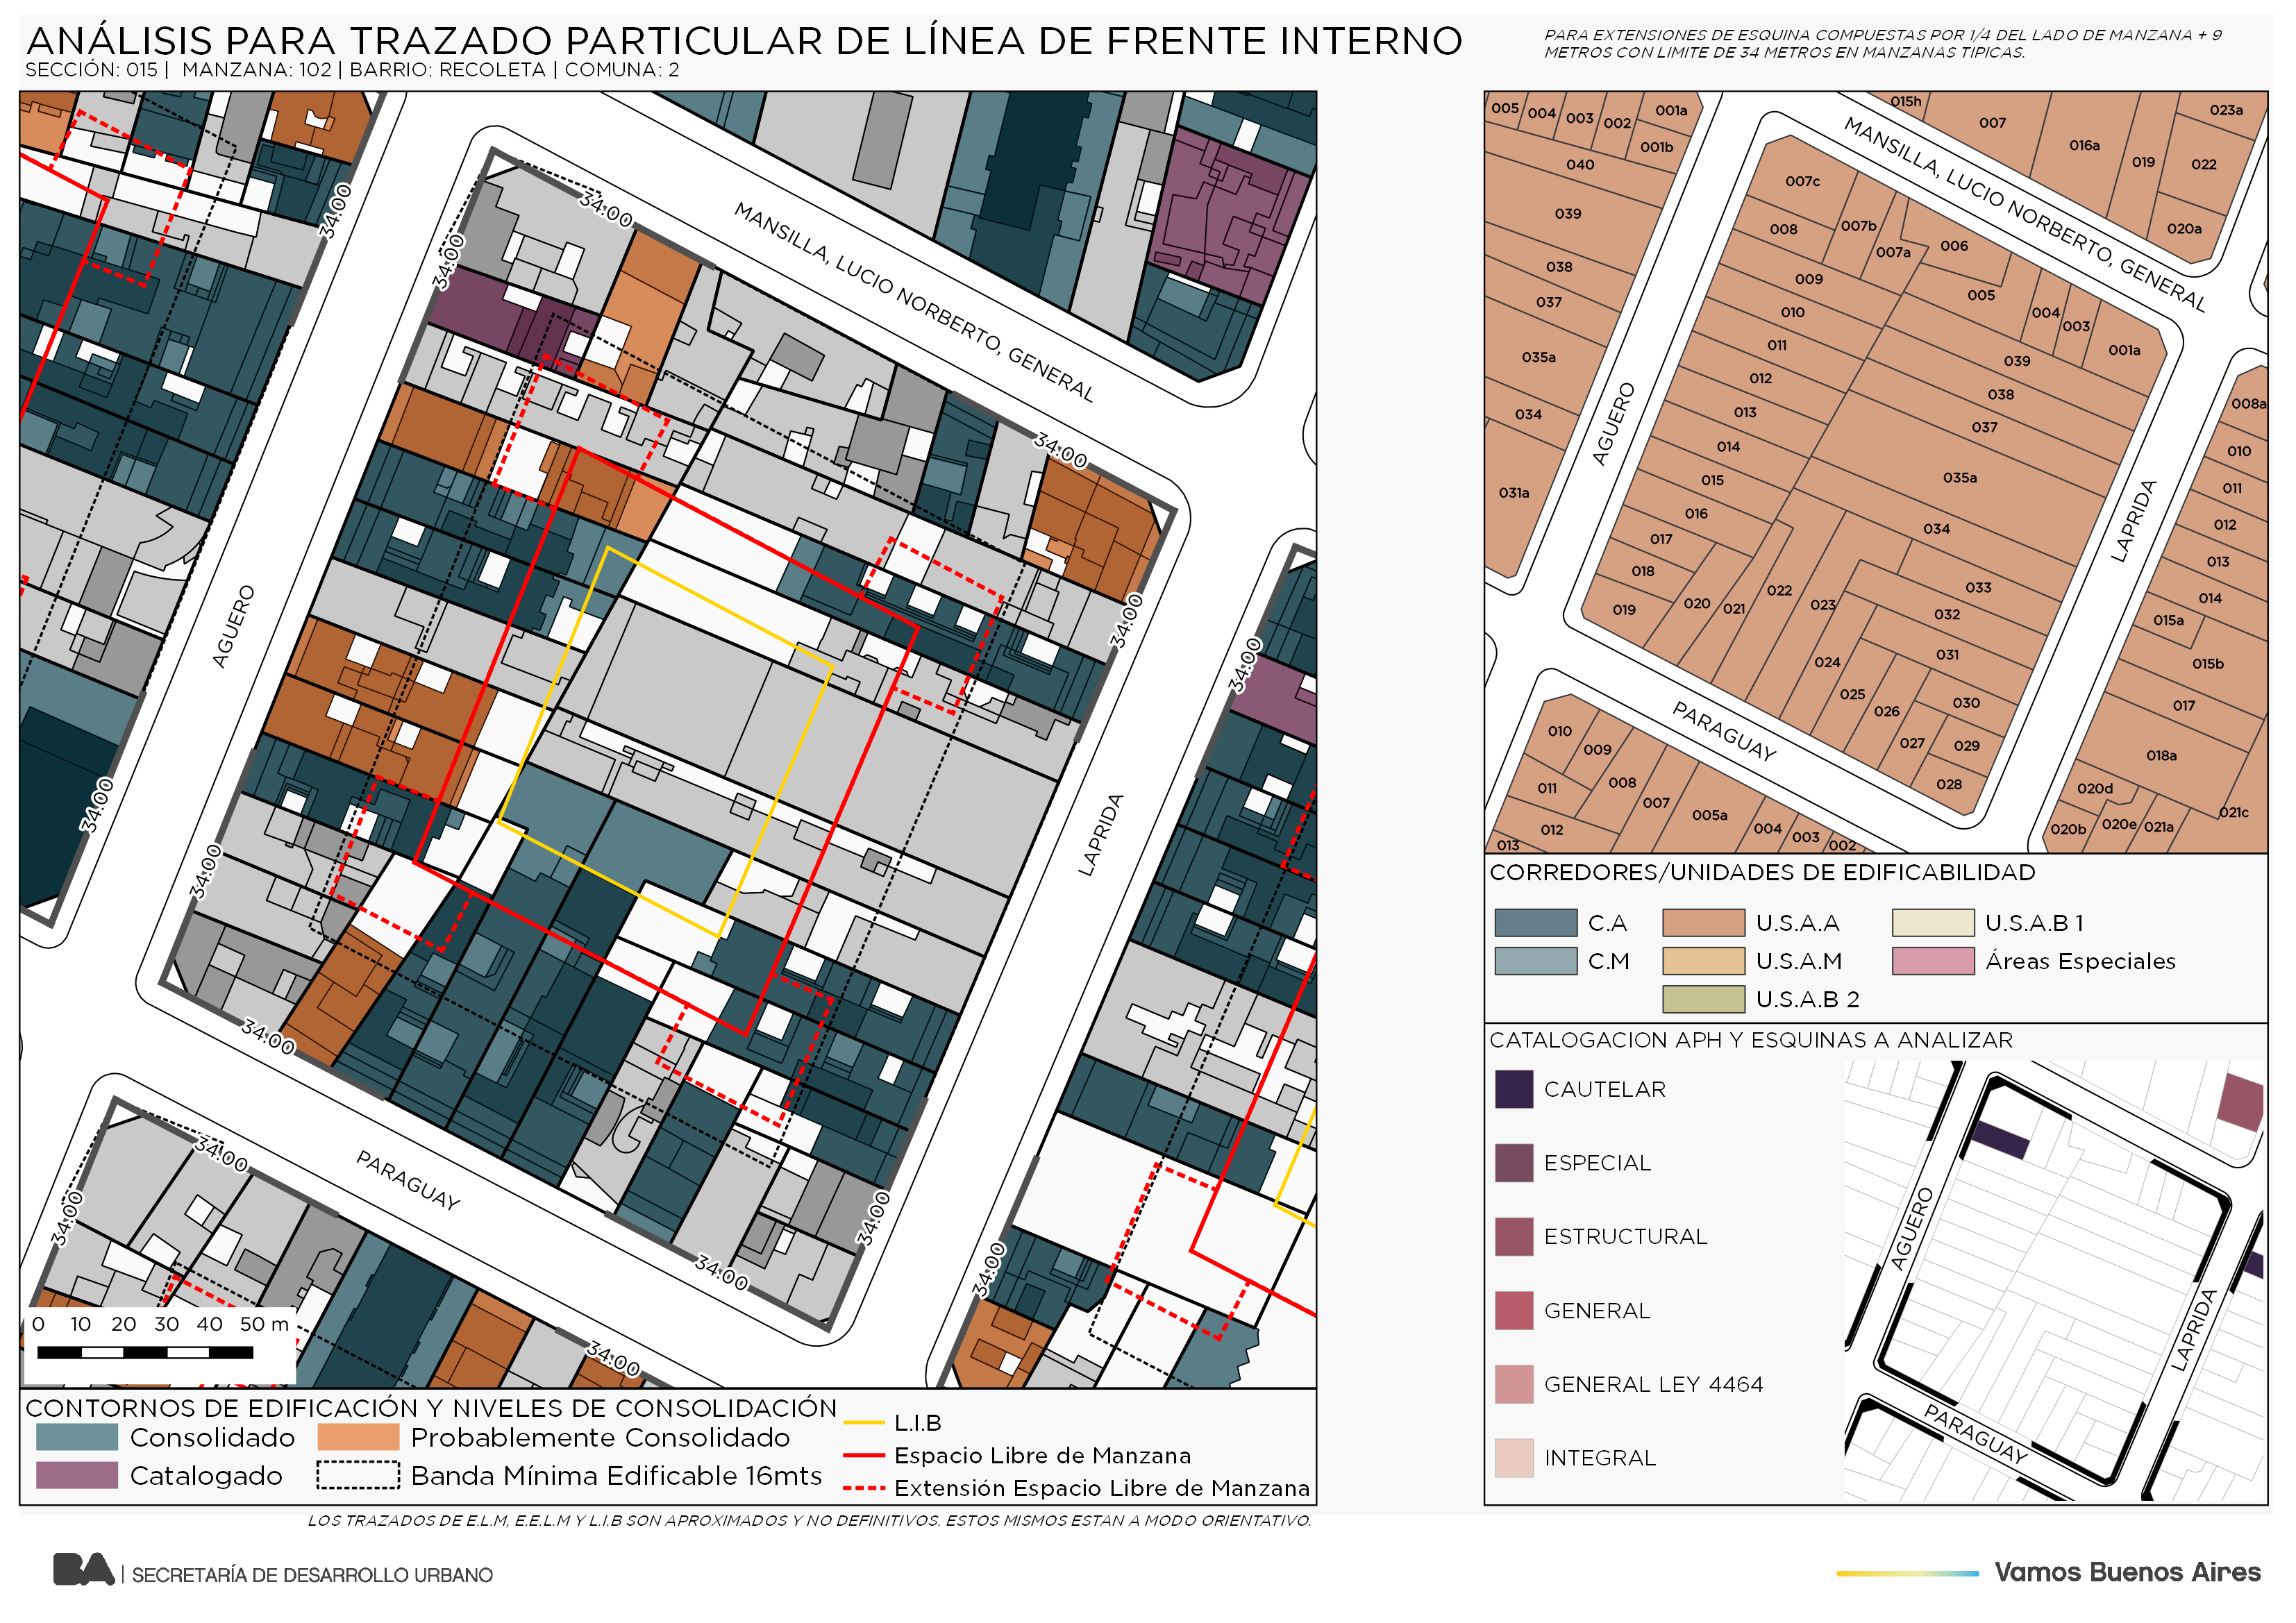 ANÁLISIS PARA TRAZADO PARTICULAR DE LÍNEA DE FRENTE INTERNO
SECCIÓN: 015 | MANZANA: 102 | BARRIO: RECOLETA | COMUNA: 2
PARA EXTENSIONES DE ESQUINA COMPUESTAS POR 1/4 DEL LADO DE MANZANA + 9
METROS CON LIMITE DE 34 METROS EN MANZANAS TIPICAS.
34:00
34:00
34:00
MANSILLA, LUCIO NORBERTO, GENERAL
34:00
34:00
34:00
AGUERO
34:00
LAPRIDA
34:00
34:00
PARAGUAY
34:00
34:00
34:00
34:00
34:00
34:00
0 10 20 30 40 50 m
CONTORNOS DE EDIFICACIÓN Y NIVELES DE CONSOLIDACIÓN
Consolidado
Probablemente Consolidado
Catalogado
Banda Mínima Edificable 16mts
L.I.B
Espacio Libre de Manzana
Extensión Espacio Libre de Manzana
LOS TRAZADOS DE E.L.M, E.E.L.M Y L.I.B SON APROXIMADOS Y NO DEFINITIVOS. ESTOS MISMOS ESTAN A MODO ORIENTATIVO.
005 004 003 002 001a
001b
040
039
038
037
035a
034
031a
015h
007
016a
019
023a
022
020a
MANSILLA, LUCIO NORBERTO, GENERAL
007c
008
007b
007a
006
005
004
003
001a
009
010
011
012
013
014
015
016
017
018
019
020
021
022
023
024
025
026
027
028
029
030
031
032
033
034
035a
037
038
039
AGUERO
LAPRIDA
PARAGUAY
008a
010
011
012
013
014
015a
015b
017
018a
020d
020b
020e
021a
021c
010
009
008
007
005a
004
003
002
011
012
013
CORREDORES/UNIDADES DE EDIFICABILIDAD
C.A
U.S.A.A
U.S.A.B 1
C.M
U.S.A.M
Áreas Especiales
U.S.A.B 2
CATALOGACION APH Y ESQUINAS A ANALIZAR
CAUTELAR
ESPECIAL
ESTRUCTURAL
GENERAL
GENERAL LEY 4464
INTEGRAL
AGUERO
LAPRIDA
PARAGUAY
BA | SECRETARÍA DE DESARROLLO URBANO
Vamos Buenos Aires